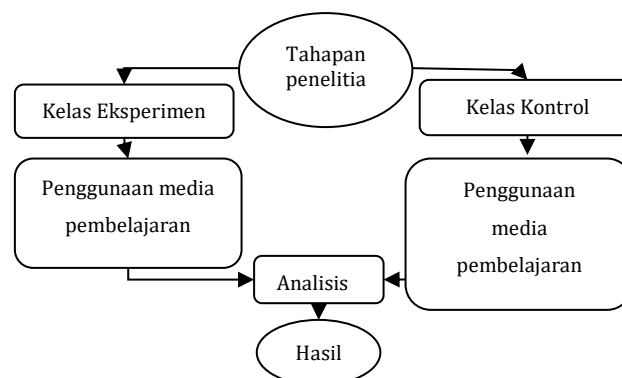 Tahapan
penelitia
Kelas Eksperimen
Kelas Kontrol
Penggunaan media
pembelajaran
Penggunaan
media
pembelajaran
Analisis
Hasil